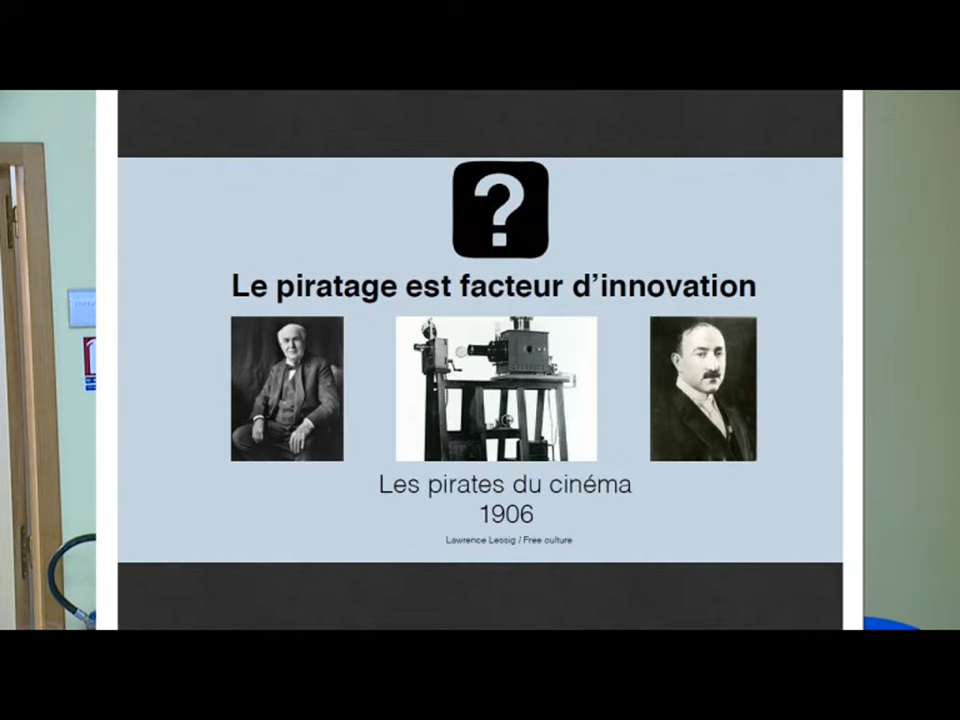 ?
Le piratage est facteur d’innovation
Les pirates du cinéma
1906
Lawrence Lessig / Free culture